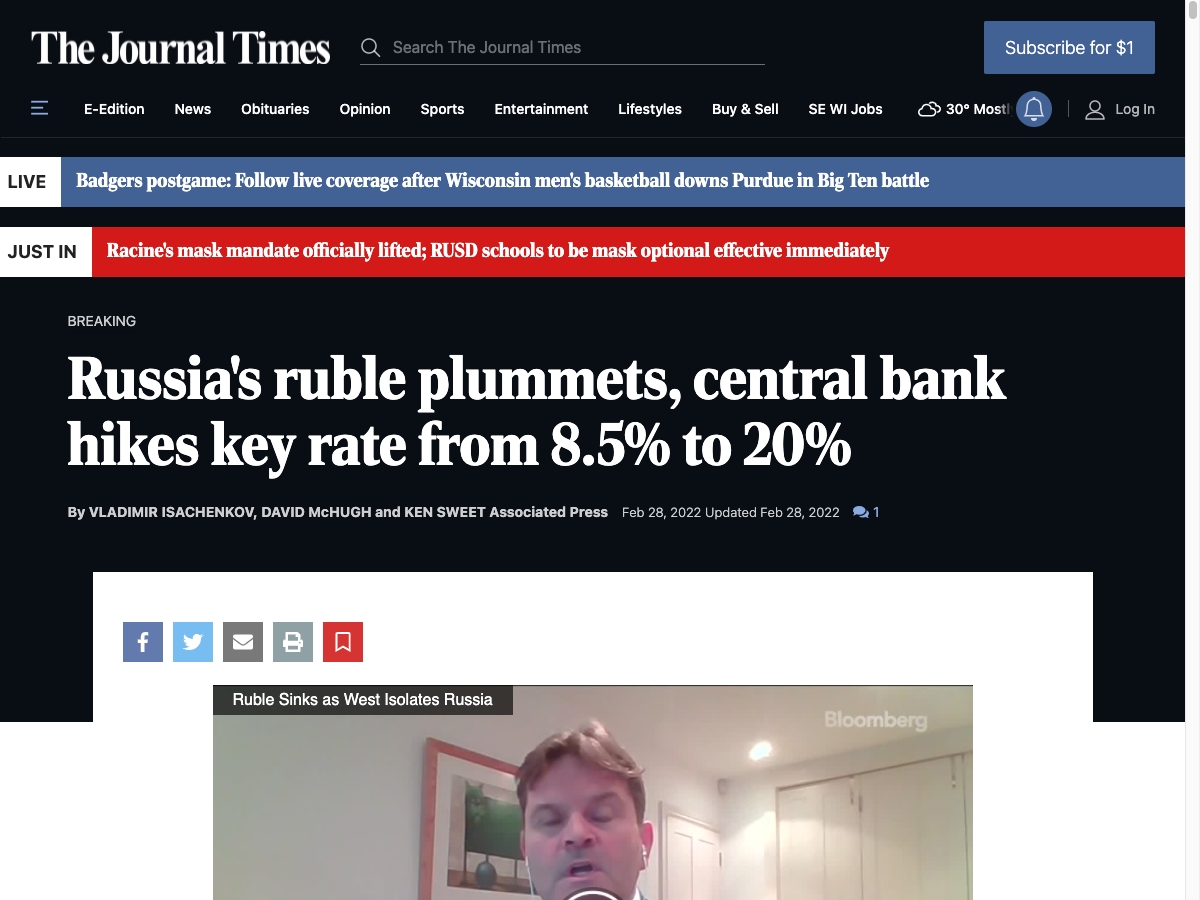 The Journal Times
Search The Journal Times
Subscribe for $1
E-Edition
News
Obituaries
Opinion
Sports
Entertainment
Lifestyles
Buy & Sell
SE WI Jobs
30° Mostl
Log In
LIVE
Badgers postgame: Follow live coverage after Wisconsin men's basketball downs Purdue in Big Ten battle
JUST IN
Racine's mask mandate officially lifted; RUSD schools to be mask optional effective immediately
BREAKING
Russia's ruble plummets, central bank
hikes key rate from 8.5% to 20%
By VLADIMIR ISACHENKOV, DAVID McHUGH and KEN SWEET Associated Press Feb 28, 2022 Updated Feb 28, 2022 1
Ruble Sinks as West Isolates Russia
Bloomberg